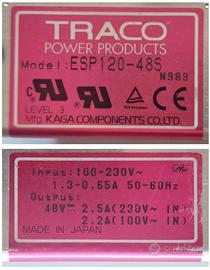 TRACO
POWER PRODUCTS
Model: ESP120-48S
N989
LEVEL 3
Mfg. KAGA COMPONENTS CO.LTD.
Input: 100-230V~
1.3-0.65A 50-60Hz
Output:
48V⎓ 2.5A(230V~ IN)
2.2A(100V~ IN)
MADE IN JAPAN